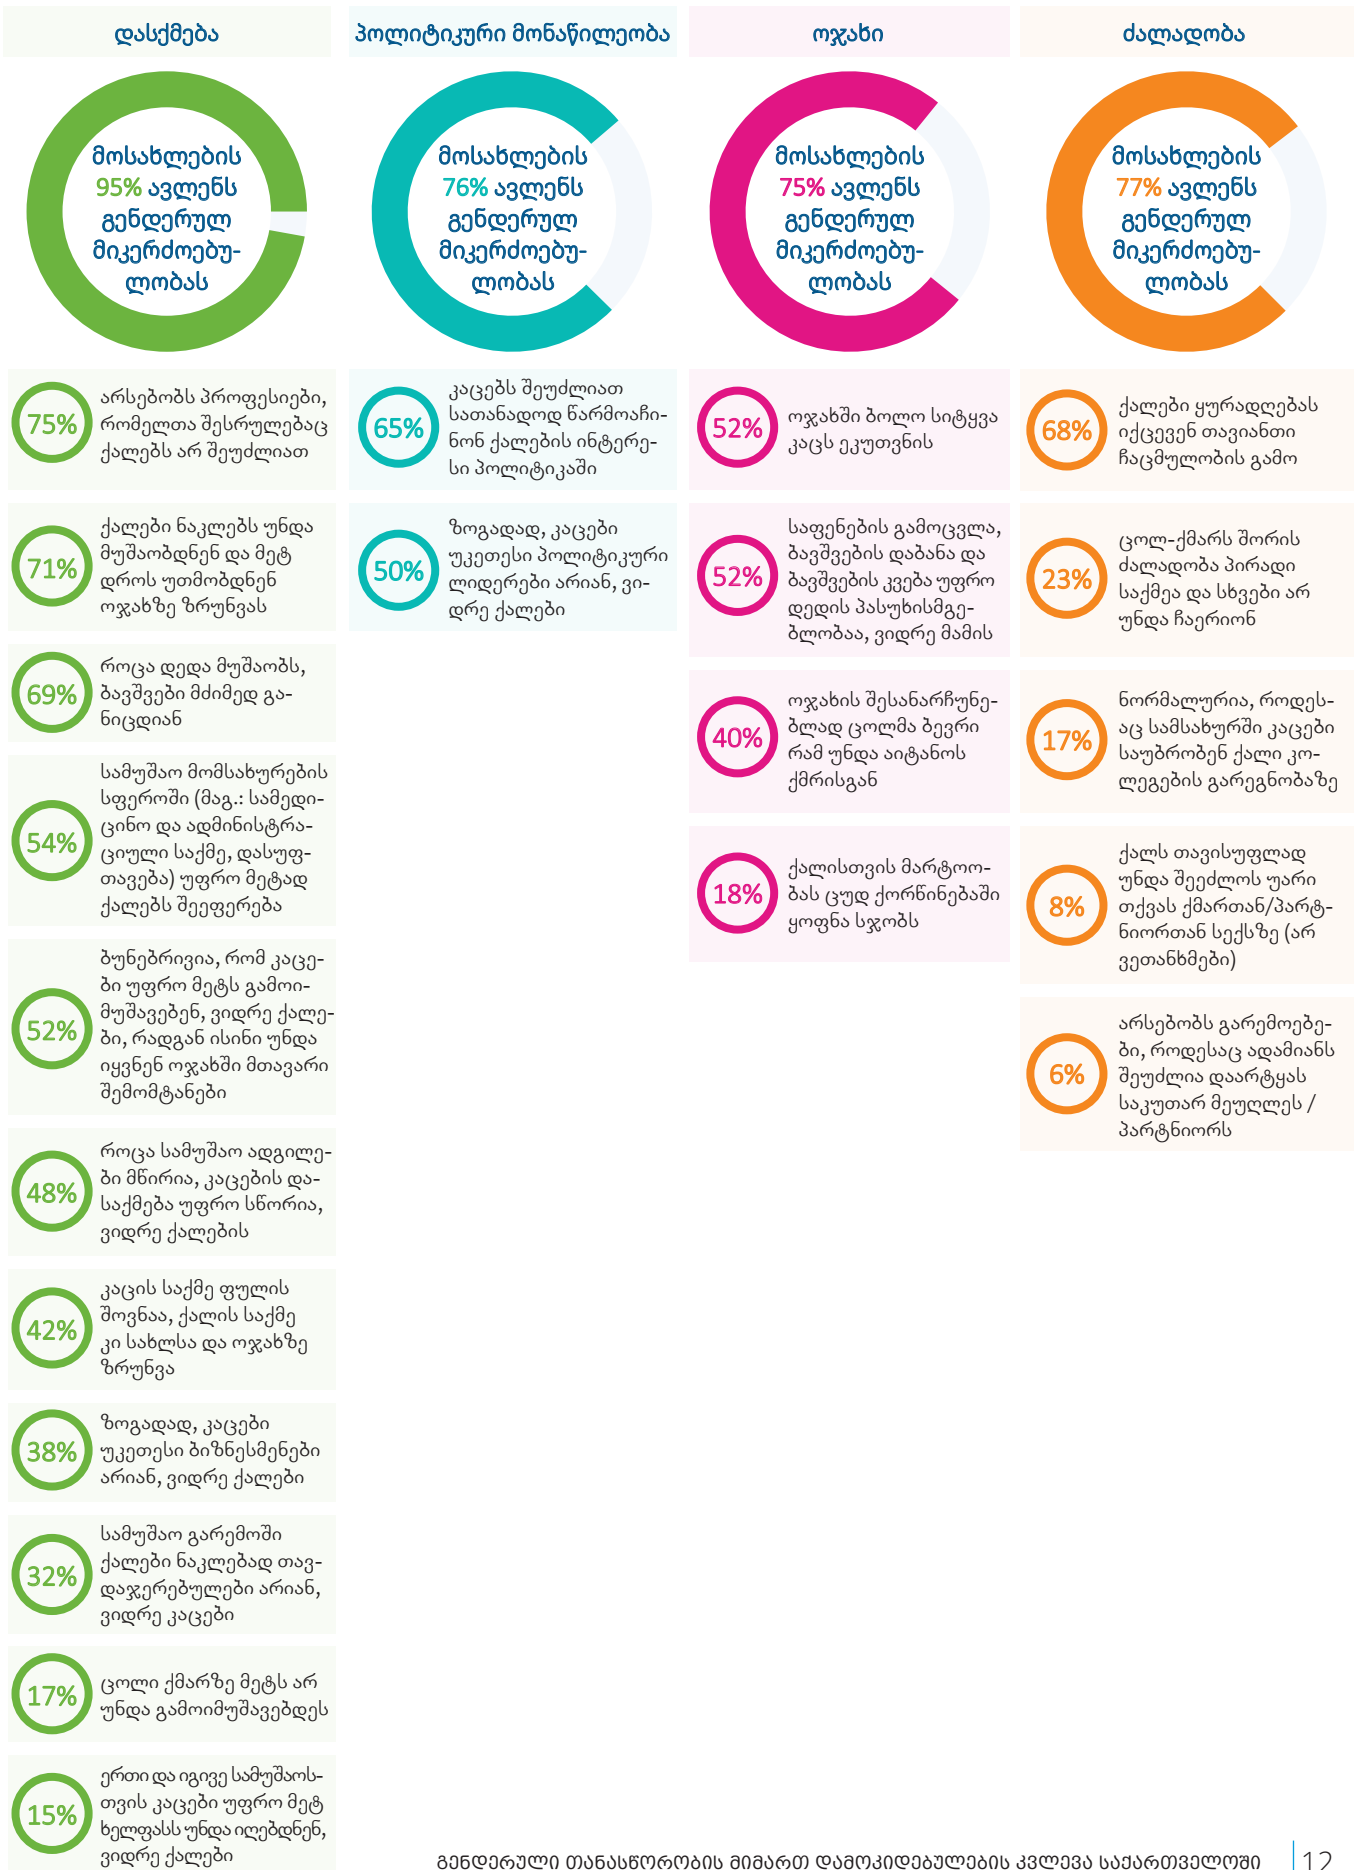 დასქმება
მოსახლების
95% ავლენს
გენდერულ
მიკერძოებუ-
ლობას
75%
არსებობს პროფესიები,
რომელთა შესრულებაც
ქალებს არ შეუძლიათ
71%
ქალები ნაკლებს უნდა
მუშაობდნენ და მეტ
დროს უთმობდნენ
ოჯახზე ზრუნვას
69%
როცა დედა მუშაობს,
ბავშვები მძიმედ გა-
ნიცდიან
54%
სამუშაო მომსახურების
სფეროში (მაგ.: სამედი-
ცინო და ადმინისტრა-
ციული საქმე, დასუფ-
თავება) უფრო მეტად
ქალებს შეეფერება
52%
ბუნებრივია, რომ კაცე-
ბი უფრო მეტს გამოი-
მუშავებენ, ვიდრე ქალე-
ბი, რადგან ისინი უნდა
იყვნენ ოჯახში მთავარი
შემომტანები
48%
როცა სამუშაო ადგილე-
ბი მწირია, კაცების და-
საქმება უფრო სწორია,
ვიდრე ქალების
42%
კაცის საქმე ფულის
შოვნაა, ქალის საქმე
კი სახლსა და ოჯახზე
ზრუნვა
38%
ზოგადად, კაცები
უკეთესი ბიზნესმენები
არიან, ვიდრე ქალები
32%
სამუშაო გარემოში
ქალები ნაკლებად თავ-
დაჯერებულები არიან,
ვიდრე კაცები
17%
ცოლი ქმარზე მეტს არ
უნდა გამოიმუშავებდეს
15%
ერთი და იგივე სამუშაოს-
თვის კაცები უფრო მეტ
ხელფასს უნდა იღებდნენ,
ვიდრე ქალები
პოლიტიკური მონაწილეობა
მოსახლების
76% ავლენს
გენდერულ
მიკერძოებუ-
ლობას
65%
კაცებს შეუძლიათ
სათანადოდ წარმოაჩი-
ნონ ქალების ინტერე-
სი პოლიტიკაში
50%
ზოგადად, კაცები
უკეთესი პოლიტიკური
ლიდერები არიან, ვი-
დრე ქალები
ოჯახი
მოსახლების
75% ავლენს
გენდერულ
მიკერძოებუ-
ლობას
52%
ოჯახში ბოლო სიტყვა
კაცს ეკუთვნის
52%
საფენების გამოცვლა,
ბავშვების დაბანა და
ბავშვების კვება უფრო
დედის პასუხისმგე-
ბლობაა, ვიდრე მამის
40%
ოჯახის შესანარჩუნე-
ბლად ცოლმა ბევრი
რამ უნდა აიტანოს
ქმრისგან
18%
ქალისთვის მარტოო-
ბას ცუდ ქორწინებაში
ყოფნა სჯობს
ძალადობა
მოსახლების
77% ავლენს
გენდერულ
მიკერძოებუ-
ლობას
68%
ქალები ყურადღებას
იქცევენ თავიანთი
ჩაცმულობის გამო
23%
ცოლ-ქმარს შორის
ძალადობა პირადი
საქმეა და სხვები არ
უნდა ჩაერიონ
17%
ნორმალურია, როდეს-
აც სამსახურში კაცები
საუბრობენ ქალი კო-
ლეგების გარეგნობაზე
8%
ქალს თავისუფლად
უნდა შეეძლოს უარი
თქვას ქმართან/პარტ-
ნიორთან სექსზე (არ
ვეთანხმები)
6%
არსებობს გარემოებე-
ბი, როდესაც ადამიანს
შეუძლია დაარტყას
საკუთარ მეუღლეს /
პარტნიორს
გენდერული თანასწორობის მიმართ დამოკიდებულების კვლევა საქართველოში 12